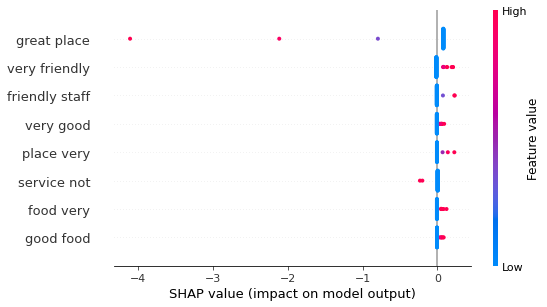 High
great place
very friendly
friendly staff
very good
place very
service not
food very
good food
Low
Feature value
−4
−3
−2
−1
0
SHAP value (impact on model output)